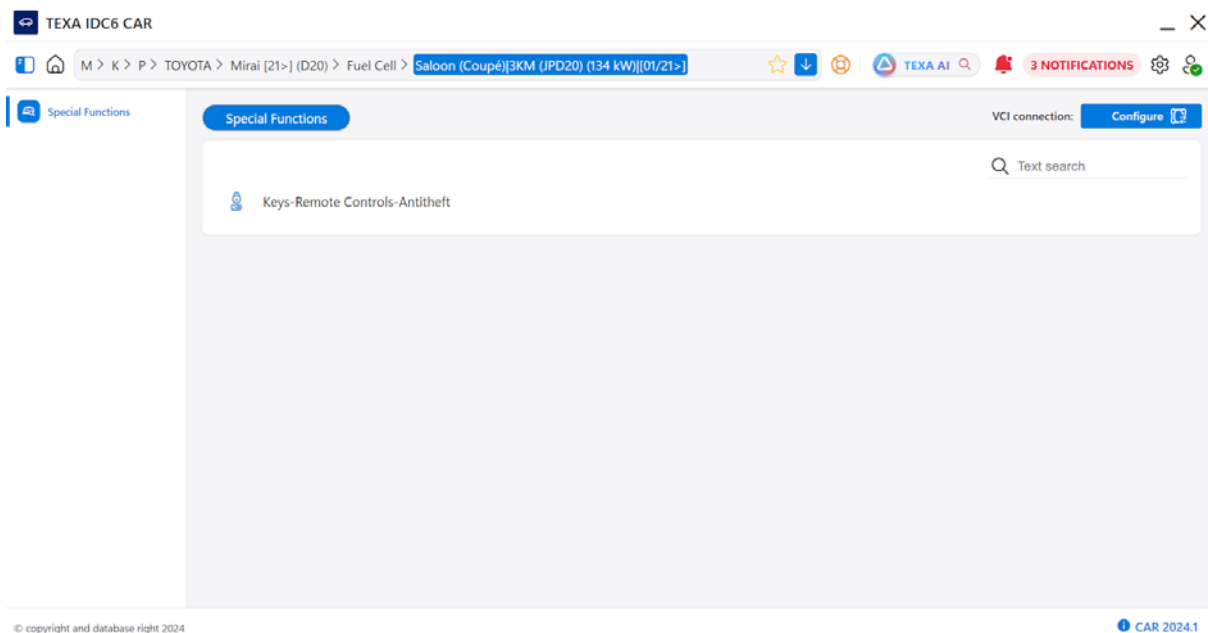 TEXA IDC6 CAR
M > K > P > TOYOTA > Mirai [21>] (D20) > Fuel Cell > Saloon (Coupé)|3KM (JPD20) (134 kW)|[01/21>] TEXA AI 3 NOTIFICATIONS
Special Functions
Special Functions VCI connection: Configure
Text search
Keys-Remote Controls-Antitheft
© copyright and database right 2024 CAR 2024.1